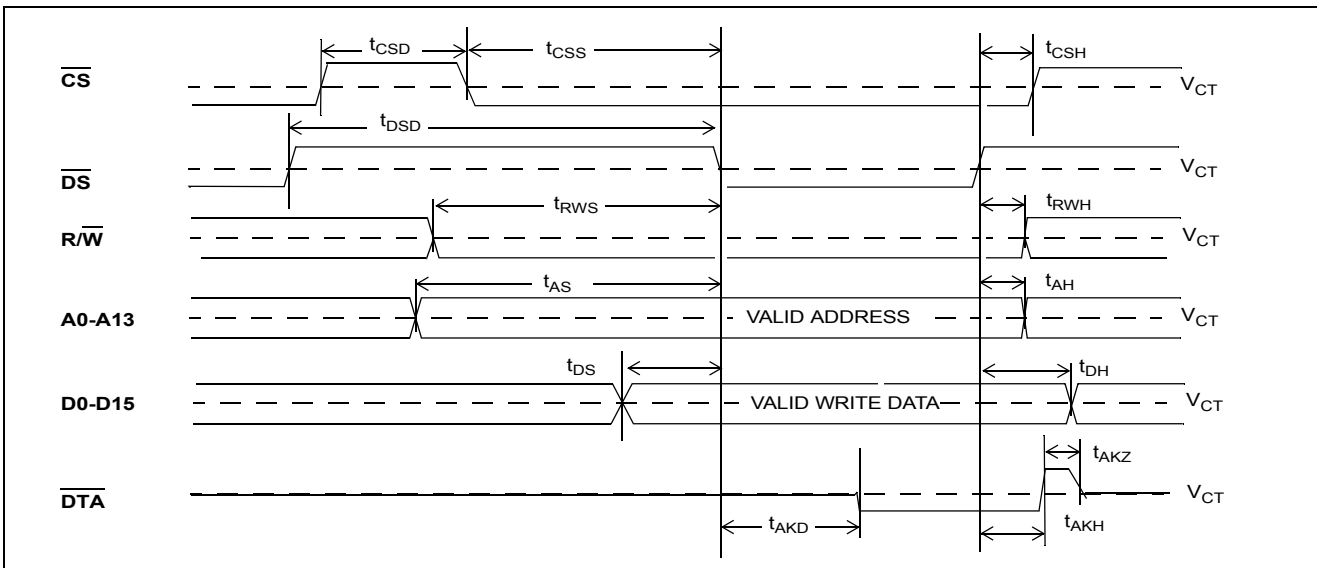 tCSD
tCSS
tCSH
CS
VCT
tDSD
DS
VCT
tRWS
tRWH
R/W
VCT
tAS
tAH
A0-A13
VALID ADDRESS
VCT
tDS
tDH
D0-D15
VALID WRITE DATA
VCT
tAKZ
DTA
VCT
tAKD
tAKH